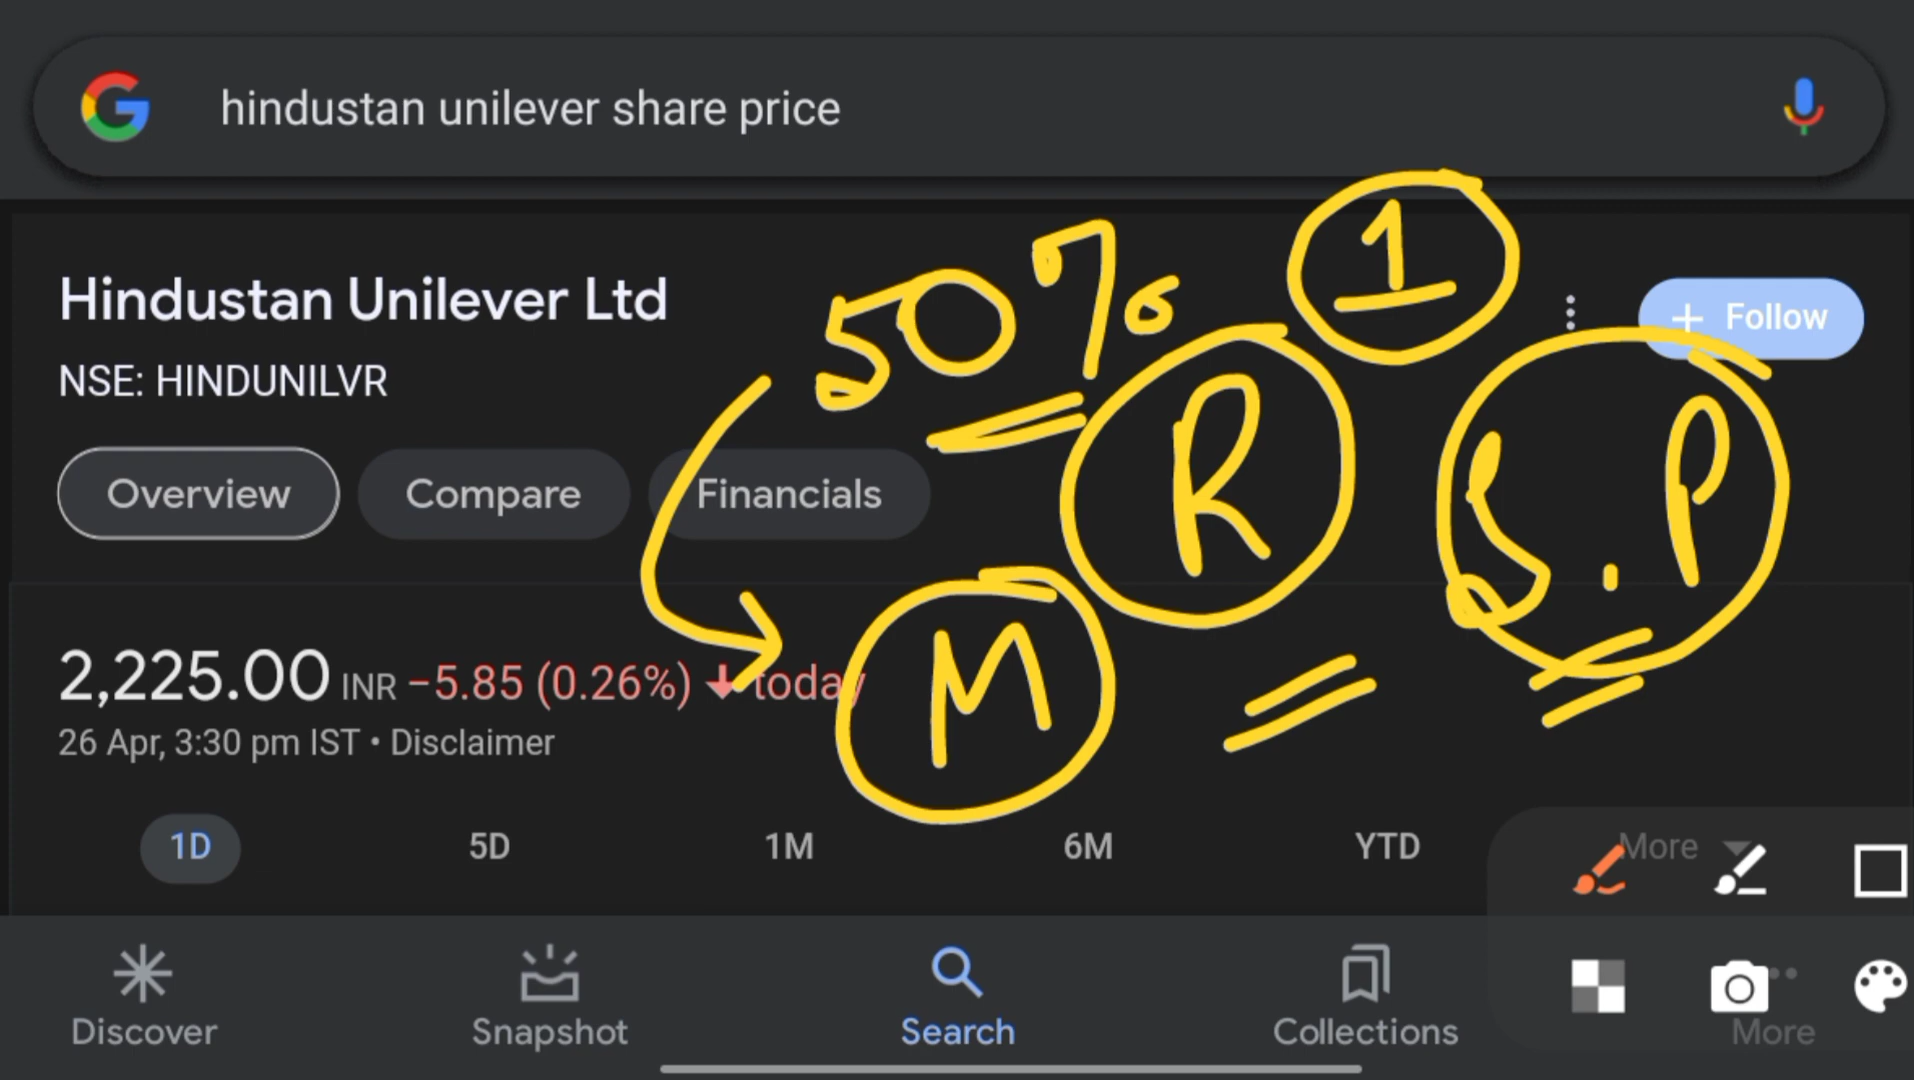 hindustan unilever share price
Hindustan Unilever Ltd
50%
1
+ Follow
NSE: HINDUNILVR
R
S.P
Overview
Compare
Financials
M
2,225.00 INR −5.85 (0.26%) today
26 Apr, 3:30 pm IST • Disclaimer
1D 5D 1M 6M YTD More
Discover Snapshot Search Collections More